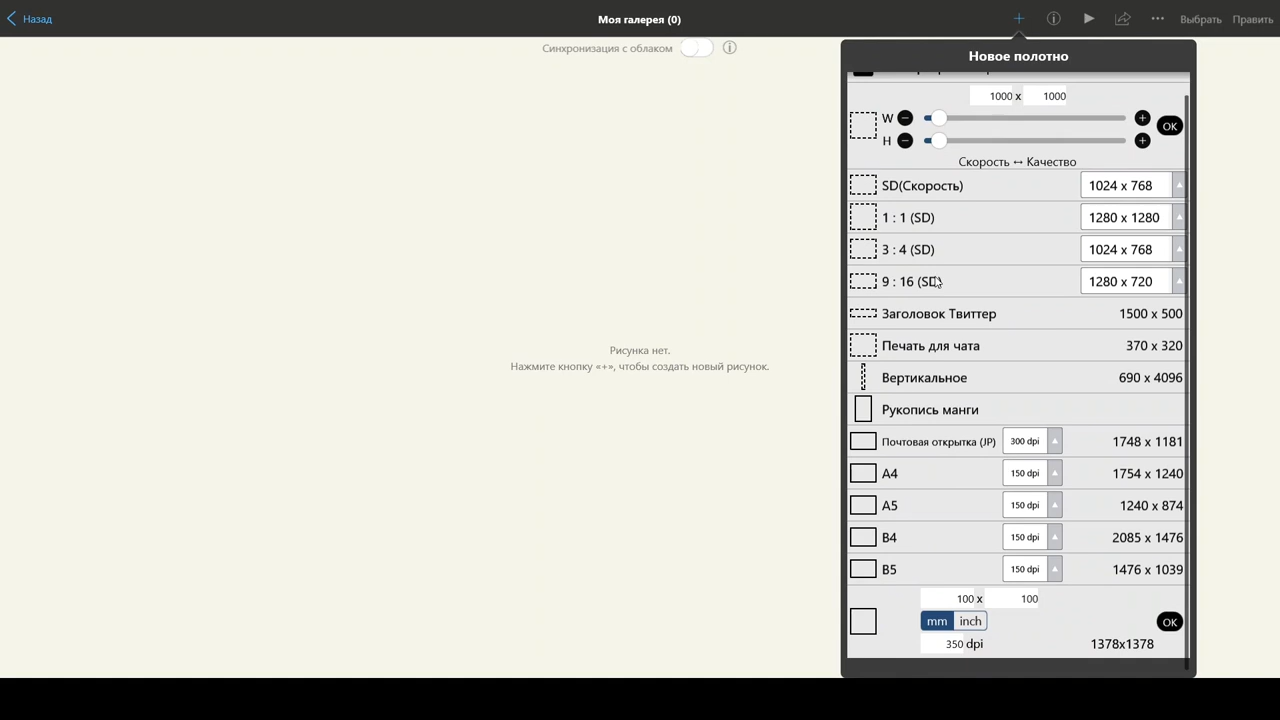 Назад
Моя галерея (0)
Выбрать
Править
Синхронизация с облаком
Новое полотно
1000 x 1000
W
OK
H
Скорость ↔ Качество
SD(Скорость) 1024 x 768
1 : 1 (SD) 1280 x 1280
3 : 4 (SD) 1024 x 768
9 : 16 (SD) 1280 x 720
Заголовок Твиттер 1500 x 500
Печать для чата 370 x 320
Рисунка нет.
Нажмите кнопку «+», чтобы создать новый рисунок.
Вертикальное 690 x 4096
Рукопись манги
Почтовая открытка (JP) 300 dpi 1748 x 1181
A4 150 dpi 1754 x 1240
A5 150 dpi 1240 x 874
B4 150 dpi 2085 x 1476
B5 150 dpi 1476 x 1039
100 x 100
mm inch OK
350 dpi 1378x1378